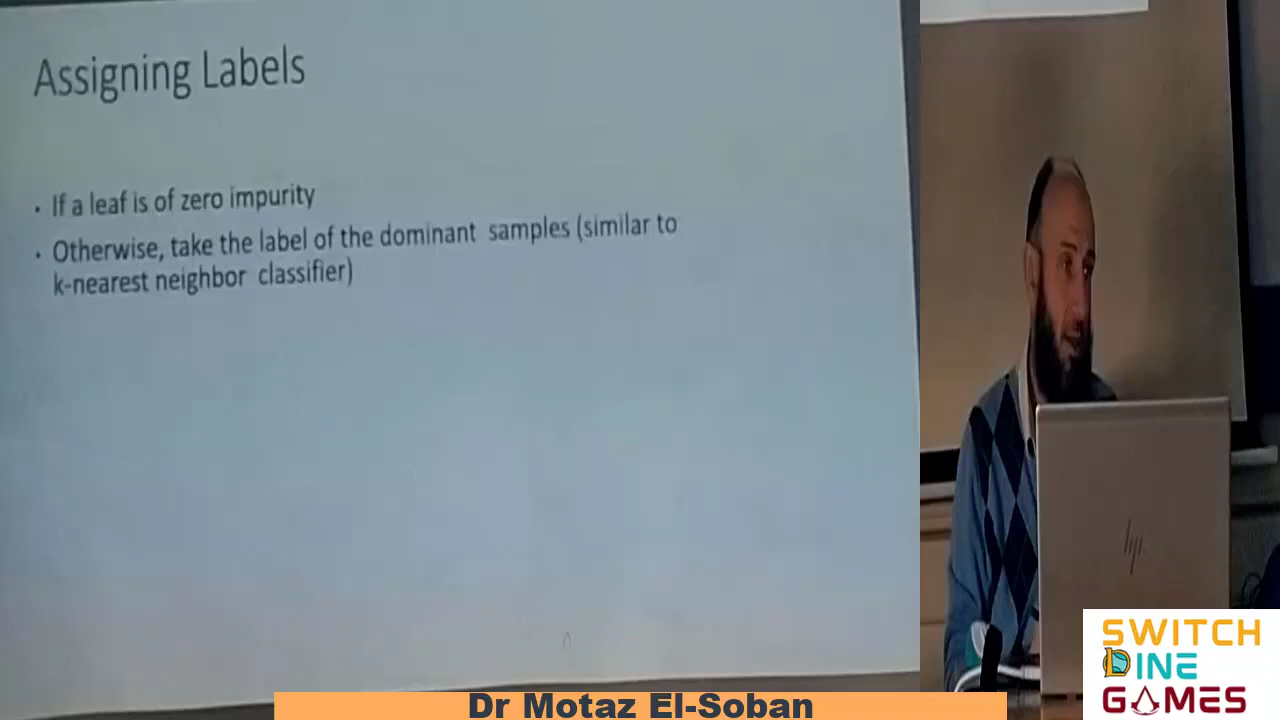 Assigning Labels
• If a leaf is of zero impurity
• Otherwise, take the label of the dominant samples (similar to
k-nearest neighbor classifier)
hp
SWITCH
DINE
GAMES
Dr Motaz El-Soban